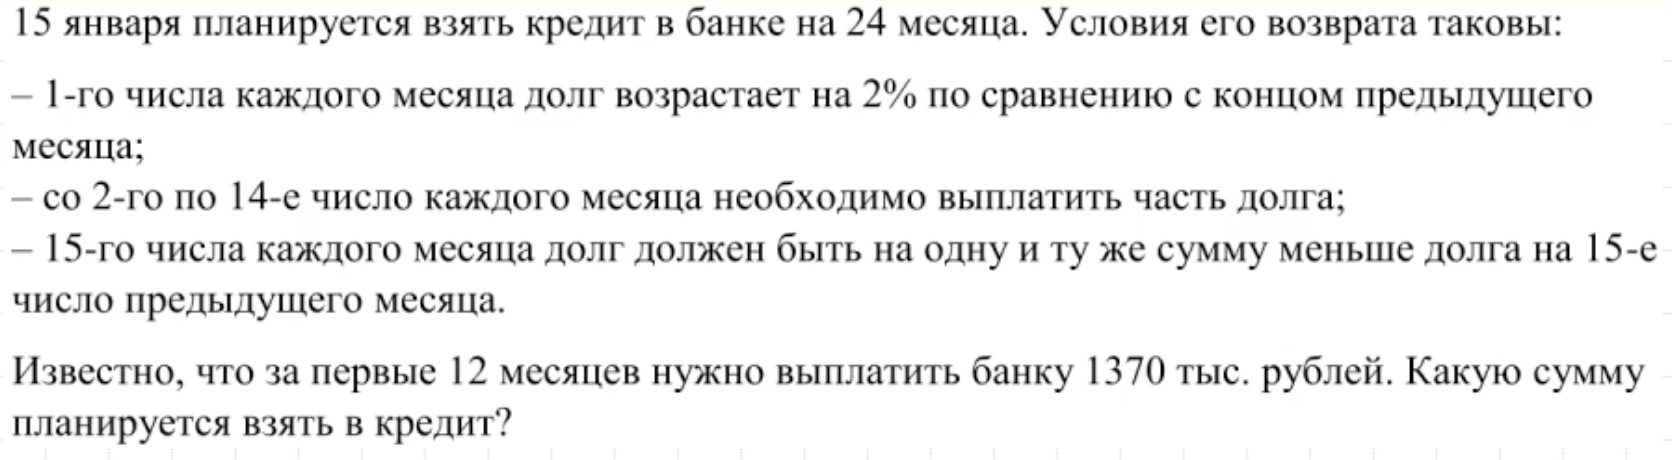 15 января планируется взять кредит в банке на 24 месяца. Условия его возврата таковы:
– 1-го числа каждого месяца долг возрастает на 2% по сравнению с концом предыдущего
месяца;
– со 2-го по 14-е число каждого месяца необходимо выплатить часть долга;
– 15-го числа каждого месяца долг должен быть на одну и ту же сумму меньше долга на 15-е
число предыдущего месяца.
Известно, что за первые 12 месяцев нужно выплатить банку 1370 тыс. рублей. Какую сумму
планируется взять в кредит?